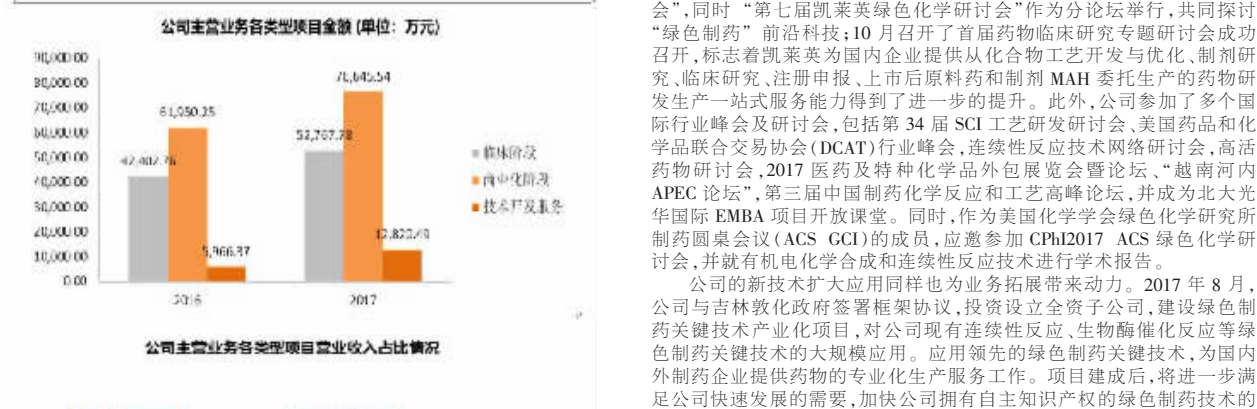 公司主营业务各类型项目金额 (单位：万元)
90,000.00
80,000.00
70,000.00
60,000.00
50,000.00
40,000.00
30,000.00
20,000.00
10,000.00
0.00
42,402.76
61,950.25
5,966.37
52,767.78
76,645.54
12,820.49
2016
2017
临床阶段
商业化阶段
技术开发服务
公司主营业务各类型项目营业收入占比情况
会”,同时 “第七届凯莱英绿色化学研讨会”作为分论坛举行,共同探讨
“绿色制药” 前沿科技;10 月召开了首届药物临床研究专题研讨会成功
召开,标志着凯莱英为国内企业提供从化合物工艺开发与优化、制剂研
究、临床研究、注册申报、上市后原料药和制剂 MAH 委托生产的药物研
发生产一站式服务能力得到了进一步的提升。此外,公司参加了多个国
际行业峰会及研讨会,包括第 34 届 SCI 工艺研发研讨会、美国药品和化
学品联合交易协会(DCAT)行业峰会,连续性反应技术网络研讨会,高活
药物研讨会,2017 医药及特种化学品外包展览会暨论坛、“越南河内
APEC 论坛”,第三届中国制药化学反应和工艺高峰论坛,并成为北大光
华国际 EMBA 项目开放课堂。同时,作为美国化学学会绿色化学研究所
制药圆桌会议(ACS GCI)的成员,应邀参加 CPhI2017 ACS 绿色化学研
讨会,并就有机电化学合成和连续性反应技术进行学术报告。
公司的新技术扩大应用同样也为业务拓展带来动力。2017 年 8 月,
公司与吉林敦化政府签署框架协议,投资设立全资子公司,建设绿色制
药关键技术产业化项目,对公司现有连续性反应、生物酶催化反应等绿
色制药关键技术的大规模应用。应用领先的绿色制药关键技术,为国内
外制药企业提供药物的专业化生产服务工作。项目建成后,将进一步满
足公司快速发展的需要,加快公司拥有自主知识产权的绿色制药技术的